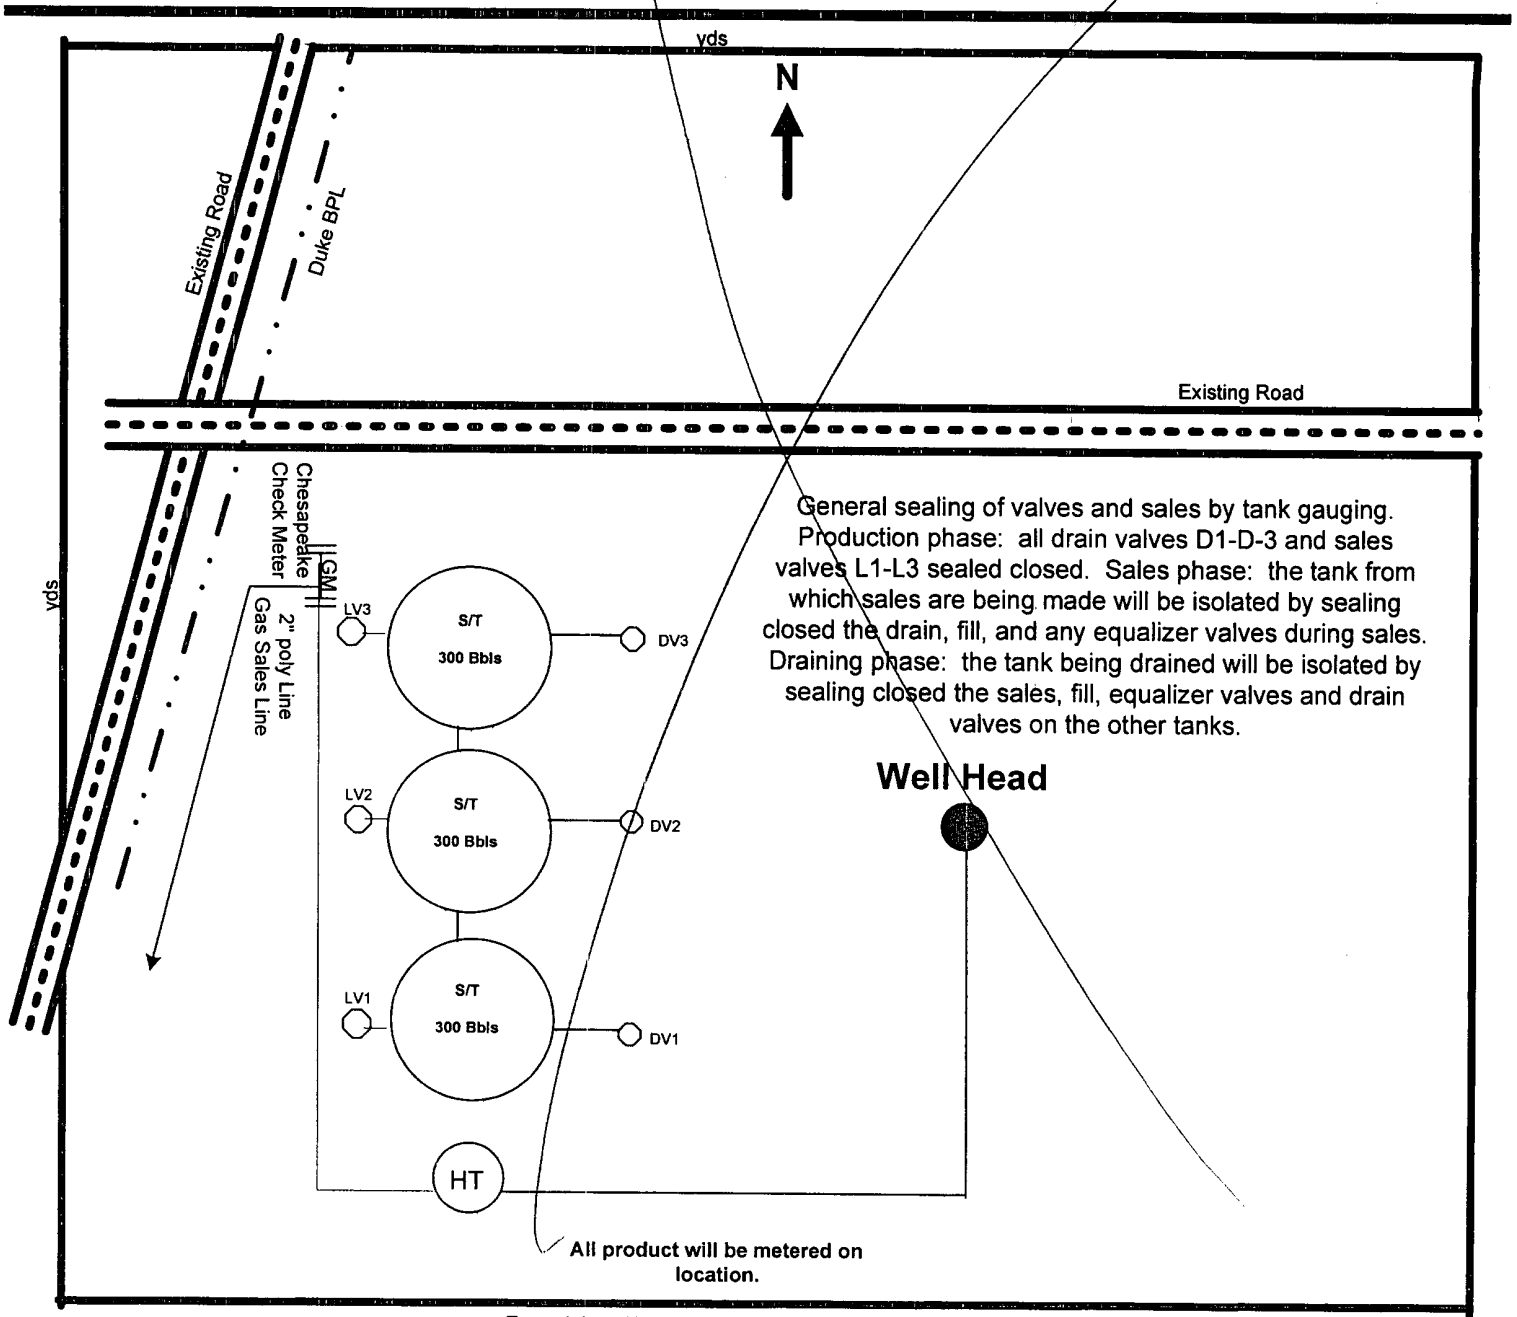 yds
N
Existing Road
Duke BPL
Existing Road
Chesapeake
Check Meter
GM
2" poly Line
Gas Sales Line
yds
General sealing of valves and sales by tank gauging.
Production phase: all drain valves D1-D-3 and sales
valves L1-L3 sealed closed. Sales phase: the tank from
which sales are being made will be isolated by sealing
closed the drain, fill, and any equalizer valves during sales.
Draining phase: the tank being drained will be isolated by
sealing closed the sales, fill, equalizer valves and drain
valves on the other tanks.
LV3
S/T
300 Bbls
DV3
Well Head
LV2
S/T
300 Bbls
DV2
LV1
S/T
300 Bbls
DV1
HT
All product will be metered on
location.